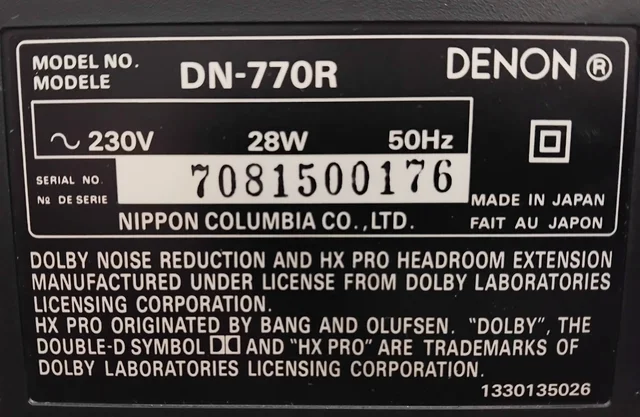 MODEL NO.
MODELE
DN-770R
DENON ®
~ 230V 28W 50Hz
SERIAL NO.
№ DE SERIE
7081500176
MADE IN JAPAN
FAIT AU JAPON
NIPPON COLUMBIA CO.,LTD.
DOLBY NOISE REDUCTION AND HX PRO HEADROOM EXTENSION
MANUFACTURED UNDER LICENSE FROM DOLBY LABORATORIES
LICENSING CORPORATION.
HX PRO ORIGINATED BY BANG AND OLUFSEN. "DOLBY", THE
DOUBLE-D SYMBOL AND "HX PRO" ARE TRADEMARKS OF
DOLBY LABORATORIES LICENSING CORPORATION.
1330135026